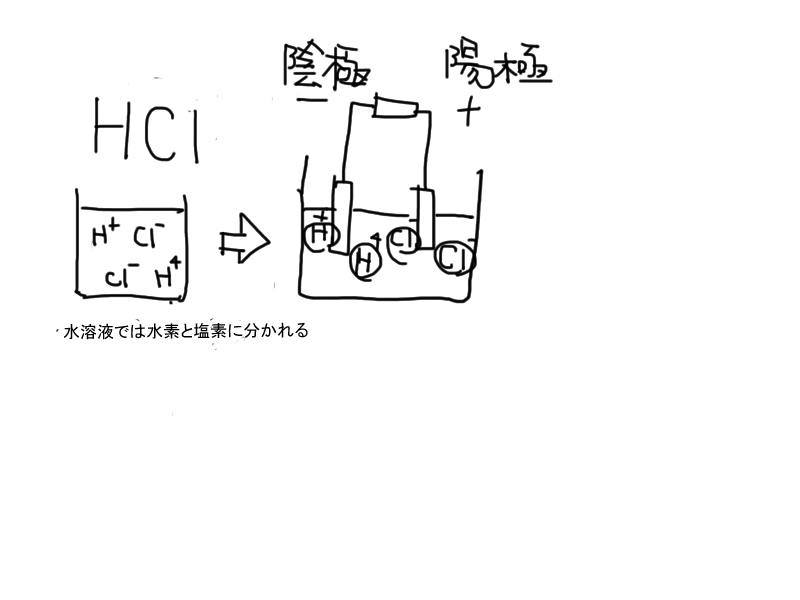 陰極 陽極
− +
HCl
H⁺ Cl⁻
Cl⁻ H⁺
H⁺ H⁺ Cl Cl⁻
水溶液では水素と塩素に分かれる